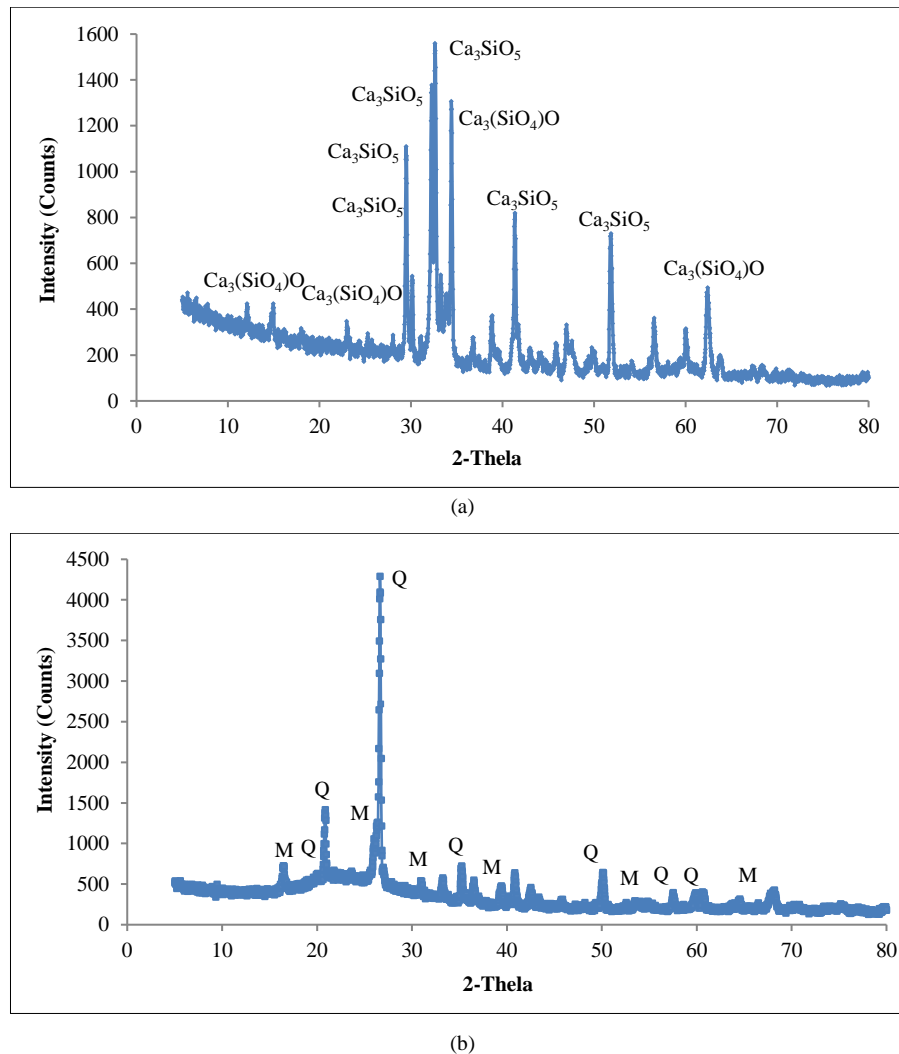 1600
1400
1200
1000
800
600
400
200
0
Intensity (Counts)
Ca₃SiO₅
Ca₃SiO₅
Ca₃(SiO₄)O
Ca₃SiO₅
Ca₃SiO₅
Ca₃SiO₅
Ca₃SiO₅
Ca₃(SiO₄)O
Ca₃(SiO₄)O
Ca₃(SiO₄)O
0 10 20 30 40 50 60 70 80
2-Thela
(a)
4500
4000
3500
3000
2500
2000
1500
1000
500
0
Intensity (Counts)
Q
Q
M
M Q M Q M Q M Q Q M
0 10 20 30 40 50 60 70 80
2-Thela
(b)